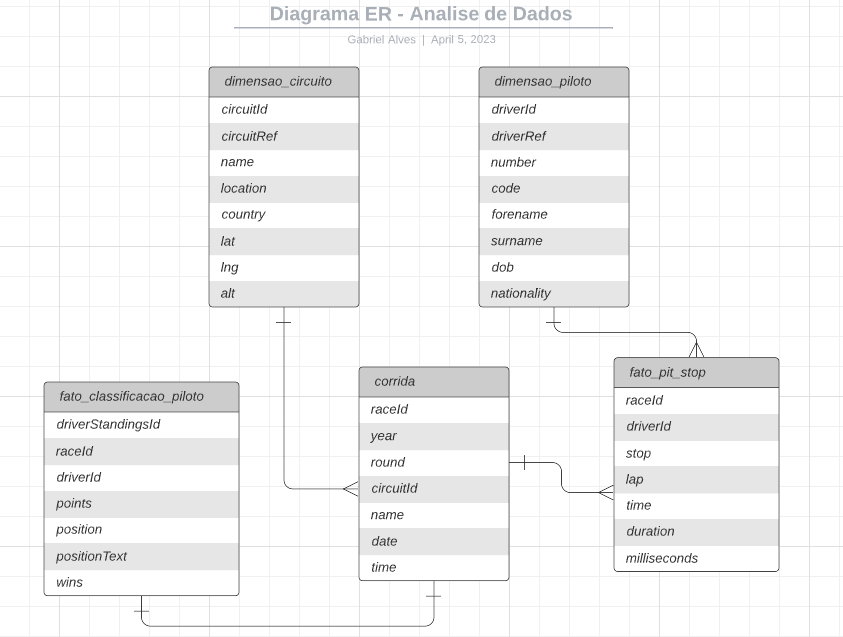 Diagrama ER - Analise de Dados
Gabriel Alves | April 5, 2023
dimensao_circuito
circuitId
circuitRef
name
location
country
lat
lng
alt
dimensao_piloto
driverId
driverRef
number
code
forename
surname
dob
nationality
fato_classificacao_piloto
driverStandingsId
raceId
driverId
points
position
positionText
wins
corrida
raceId
year
round
circuitId
name
date
time
fato_pit_stop
raceId
driverId
stop
lap
time
duration
milliseconds